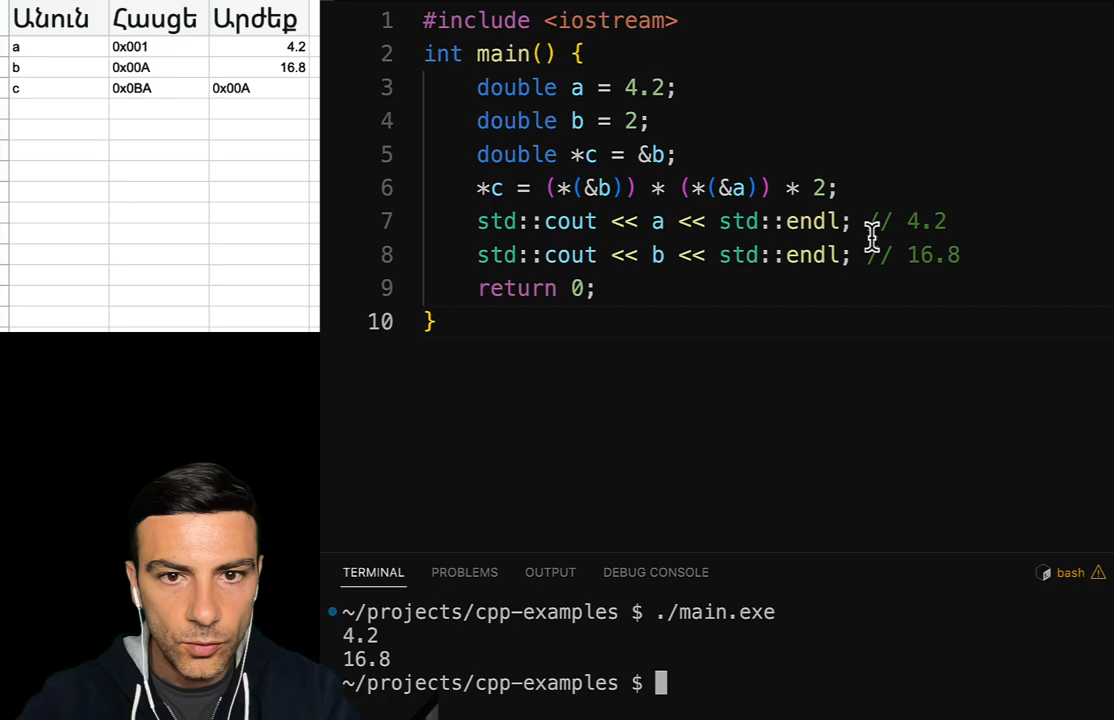 Անուն Հասցե Արժեք
a 0x001 4.2
b 0x00A 16.8
c 0x0BA 0x00A
1 #include <iostream>
2 int main() {
3 double a = 4.2;
4 double b = 2;
5 double *c = &b;
6 *c = (*(&b)) * (*(&a)) * 2;
7 std::cout << a << std::endl; // 4.2
8 std::cout << b << std::endl; // 16.8
9 return 0;
10 }
TERMINAL PROBLEMS OUTPUT DEBUG CONSOLE bash
~/projects/cpp-examples $ ./main.exe
4.2
16.8
~/projects/cpp-examples $